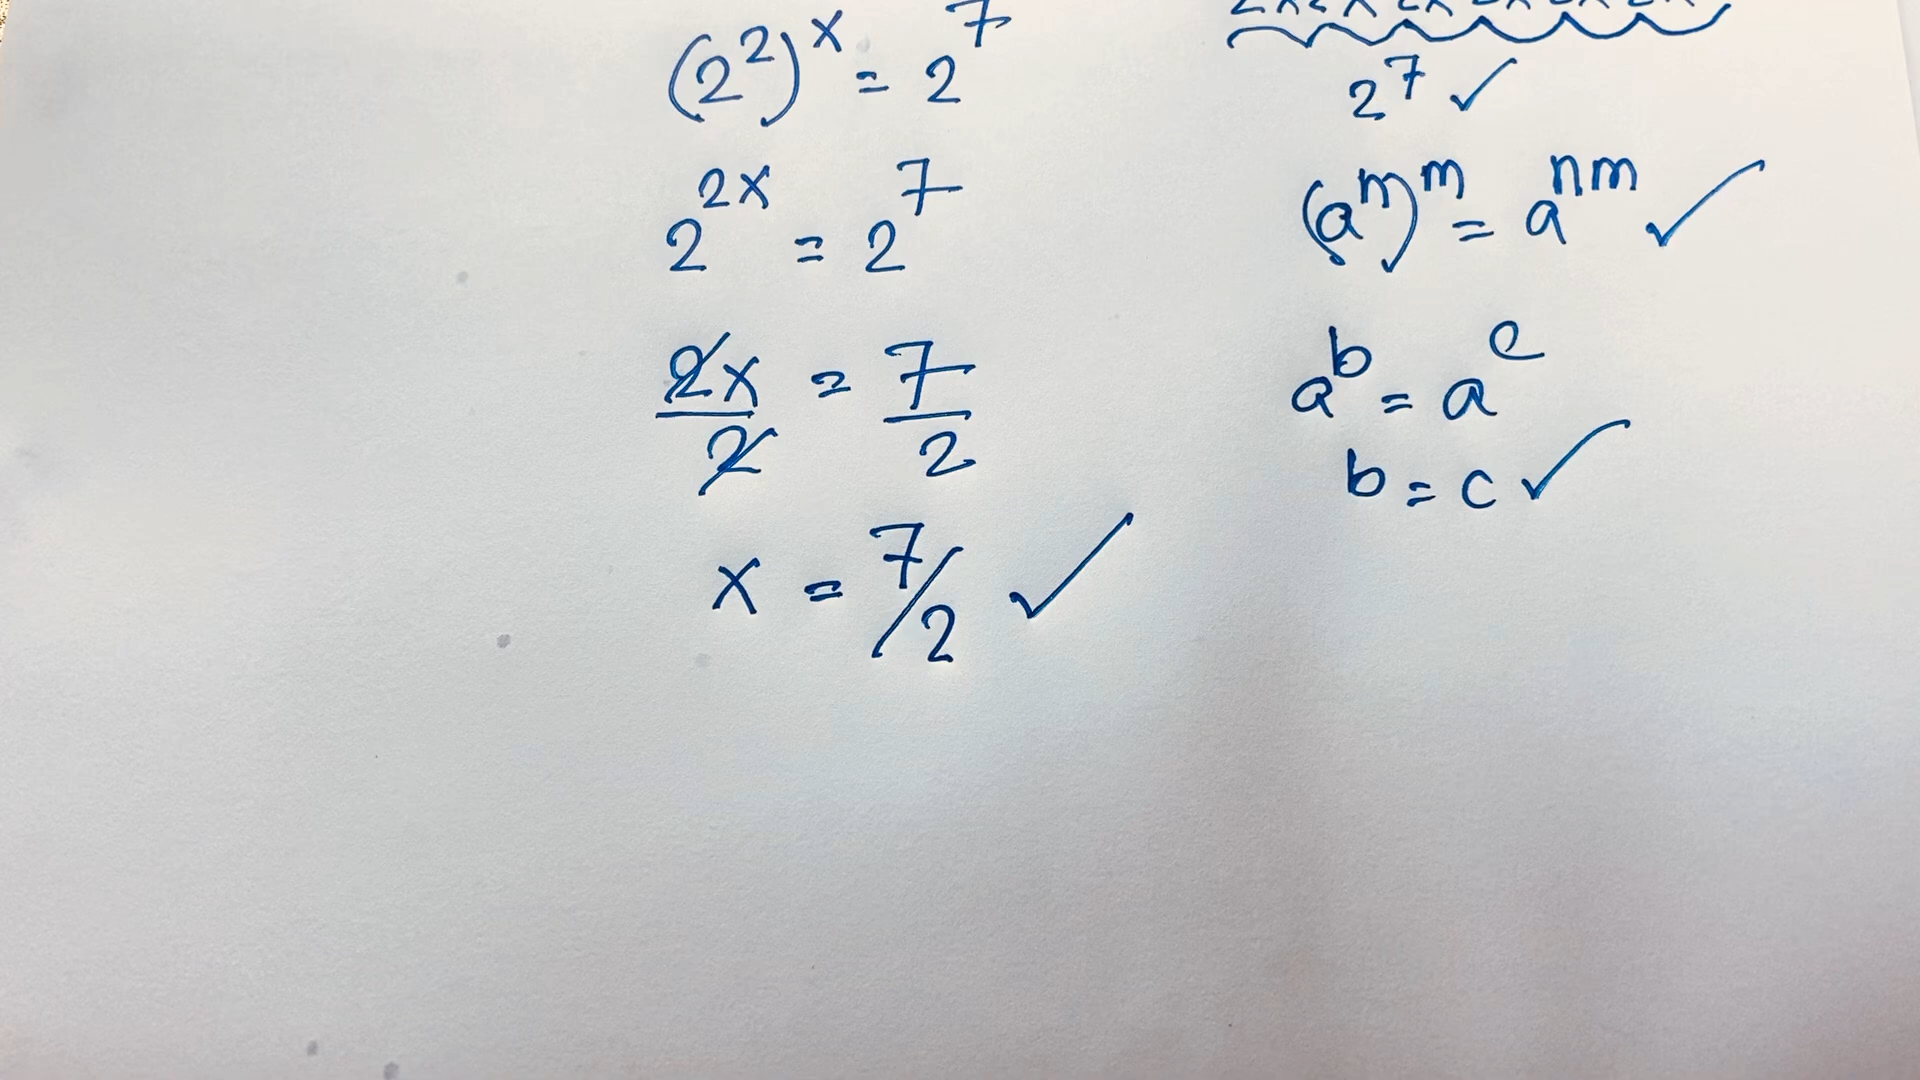 (2²)ˣ = 2⁷
2²ˣ = 2⁷
2x/2 = 7/2
x = 7/2 ✓
2⁷ ✓
(aⁿ)ᵐ = aⁿᵐ ✓
aᵇ = aᶜ
b = c ✓